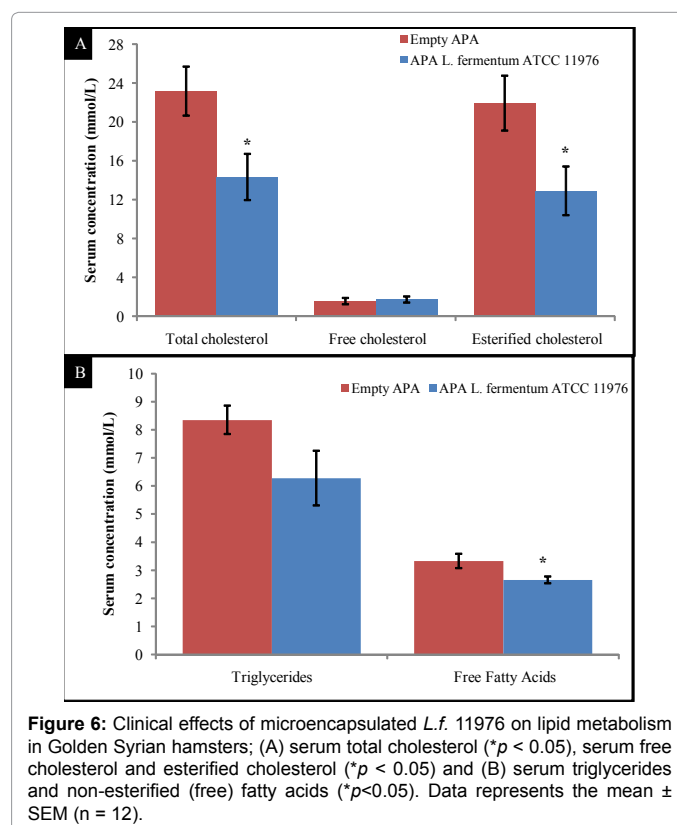 A
Empty APA
APA L. fermentum ATCC 11976
Serum concentration (mmol/L)
28
24
20
16
12
8
4
0
*
*
Total cholesterol
Free cholesterol
Esterified cholesterol
B
Empty APA
APA L. fermentum ATCC 11976
Serum concentration (mmol/L)
10
9
8
7
6
5
4
3
2
1
0
*
Triglycerides
Free Fatty Acids
Figure 6: Clinical effects of microencapsulated L.f. 11976 on lipid metabolism
in Golden Syrian hamsters; (A) serum total cholesterol (*p < 0.05), serum free
cholesterol and esterified cholesterol (*p < 0.05) and (B) serum triglycerides
and non-esterified (free) fatty acids (*p<0.05). Data represents the mean ±
SEM (n = 12).